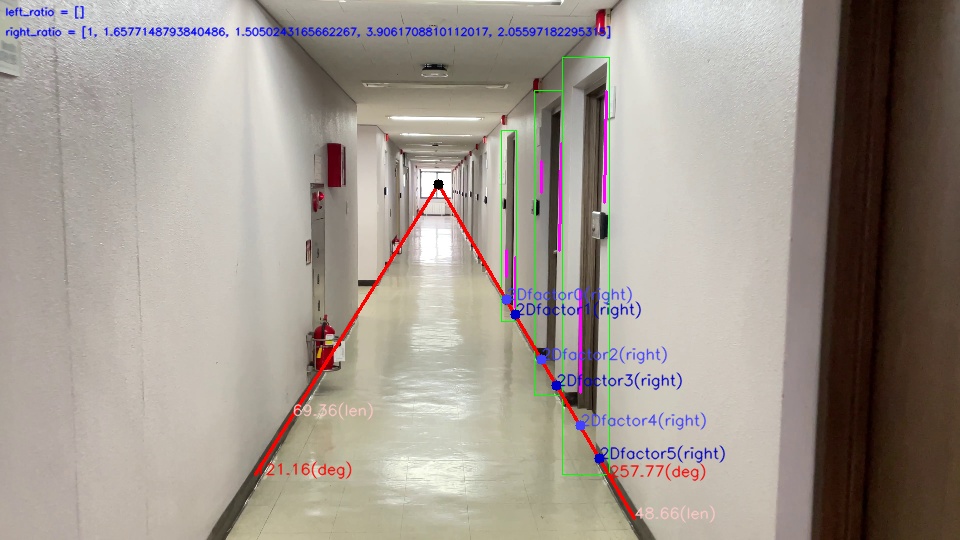 left_ratio = []
right_ratio = [1, 1.6577148793840486, 1.5050243165662267, 3.9061708810112017, 2.05597182295316]
2Dfactor0(right)
2Dfactor1(right)
2Dfactor2(right)
2Dfactor3(right)
69.36(len)
2Dfactor4(right)
2Dfactor5(right)
21.16(deg)
257.77(deg)
48.66(len)